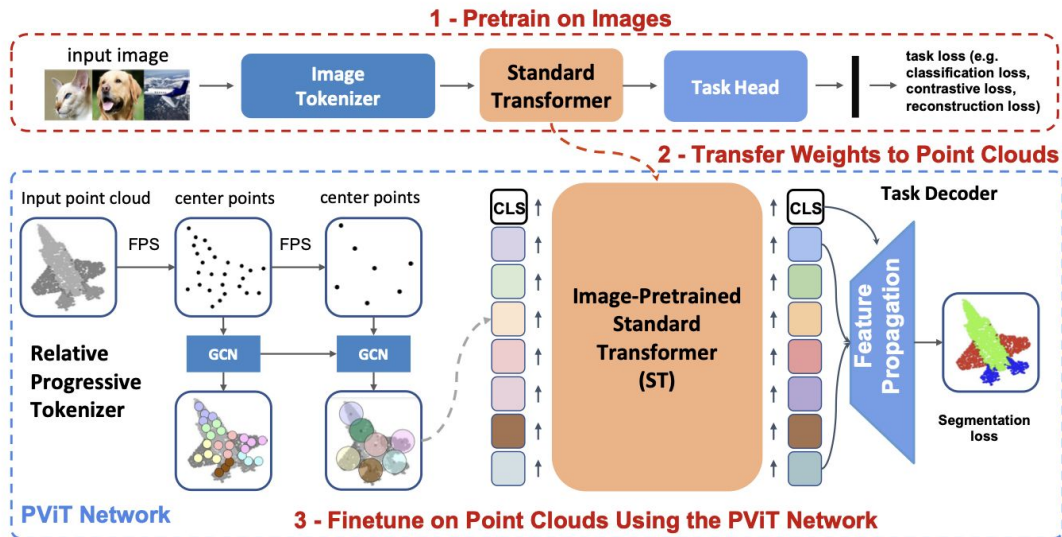 1 - Pretrain on Images
input image
Image
Tokenizer
Standard
Transformer
Task Head
task loss (e.g.
classification loss,
contrastive loss,
reconstruction loss)
2 - Transfer Weights to Point Clouds
Input point cloud
center points
center points
FPS
FPS
GCN
GCN
Relative
Progressive
Tokenizer
CLS
Image-Pretrained
Standard
Transformer
(ST)
CLS
Task Decoder
Feature
Propagation
Segmentation
loss
PViT Network
3 - Finetune on Point Clouds Using the PViT Network